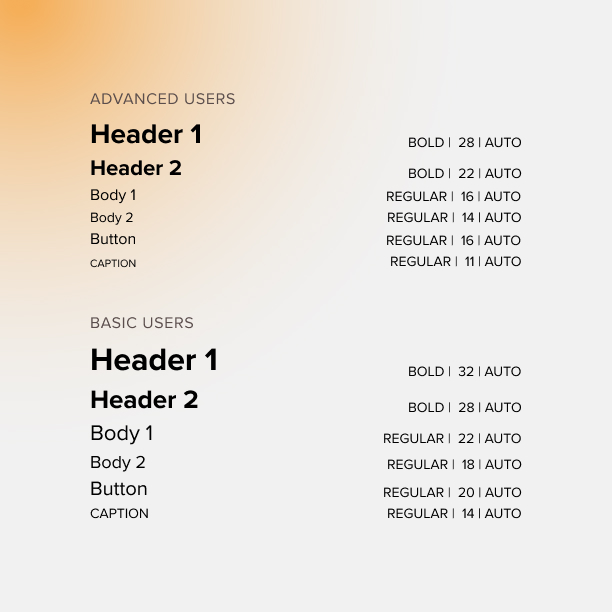 ADVANCED USERS
Header 1 BOLD | 28 | AUTO
Header 2 BOLD | 22 | AUTO
Body 1 REGULAR | 16 | AUTO
Body 2 REGULAR | 14 | AUTO
Button REGULAR | 16 | AUTO
CAPTION REGULAR | 11 | AUTO
BASIC USERS
Header 1 BOLD | 32 | AUTO
Header 2 BOLD | 28 | AUTO
Body 1 REGULAR | 22 | AUTO
Body 2 REGULAR | 18 | AUTO
Button REGULAR | 20 | AUTO
CAPTION REGULAR | 14 | AUTO